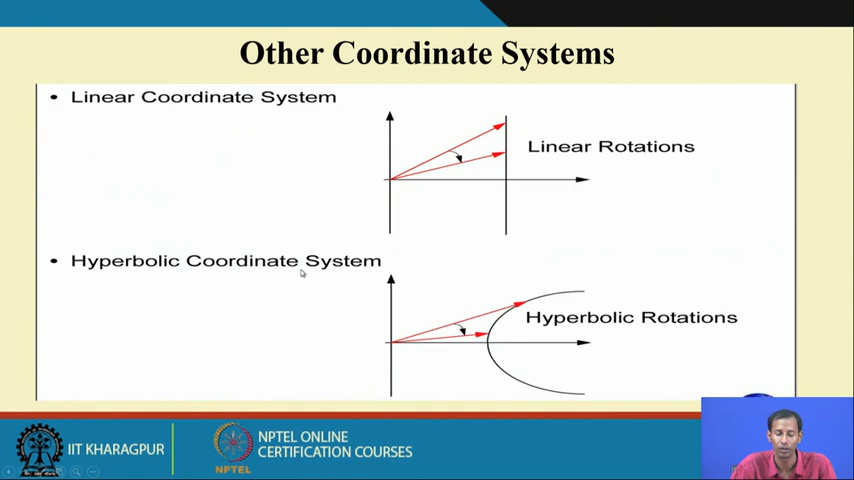 Other Coordinate Systems
• Linear Coordinate System
Linear Rotations
• Hyperbolic Coordinate System
Hyperbolic Rotations
IIT KHARAGPUR
NPTEL
NPTEL ONLINE
CERTIFICATION COURSES